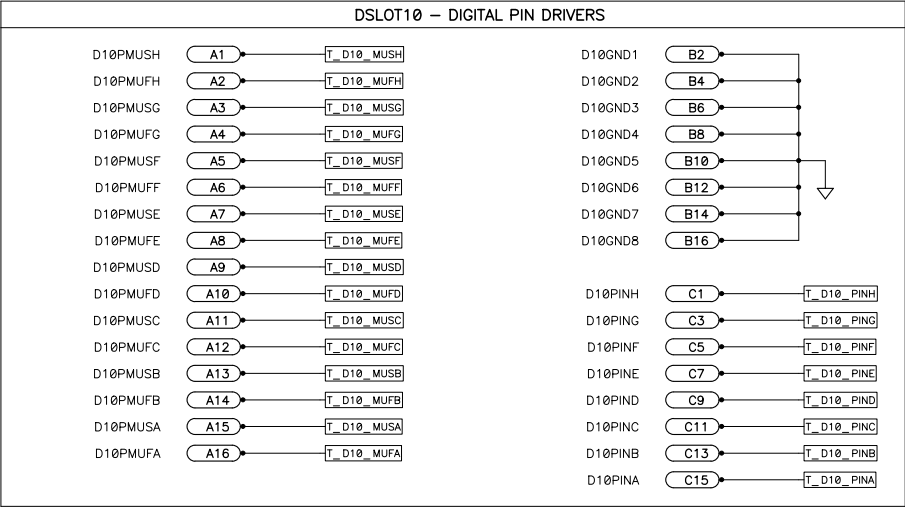 DSLOT10 – DIGITAL PIN DRIVERS
D10PMUSH A1 T_D10_MUSH
D10PMUFH A2 T_D10_MUFH
D10PMUSG A3 T_D10_MUSG
D10PMUFG A4 T_D10_MUFG
D10PMUSF A5 T_D10_MUSF
D10PMUFF A6 T_D10_MUFF
D10PMUSE A7 T_D10_MUSE
D10PMUFE A8 T_D10_MUFE
D10PMUSD A9 T_D10_MUSD
D10PMUFD A10 T_D10_MUFD
D10PMUSC A11 T_D10_MUSC
D10PMUFC A12 T_D10_MUFC
D10PMUSB A13 T_D10_MUSB
D10PMUFB A14 T_D10_MUFB
D10PMUSA A15 T_D10_MUSA
D10PMUFA A16 T_D10_MUFA
D10GND1 B2
D10GND2 B4
D10GND3 B6
D10GND4 B8
D10GND5 B10
D10GND6 B12
D10GND7 B14
D10GND8 B16
D10PINH C1 T_D10_PINH
D10PING C3 T_D10_PING
D10PINF C5 T_D10_PINF
D10PINE C7 T_D10_PINE
D10PIND C9 T_D10_PIND
D10PINC C11 T_D10_PINC
D10PINB C13 T_D10_PINB
D10PINA C15 T_D10_PINA